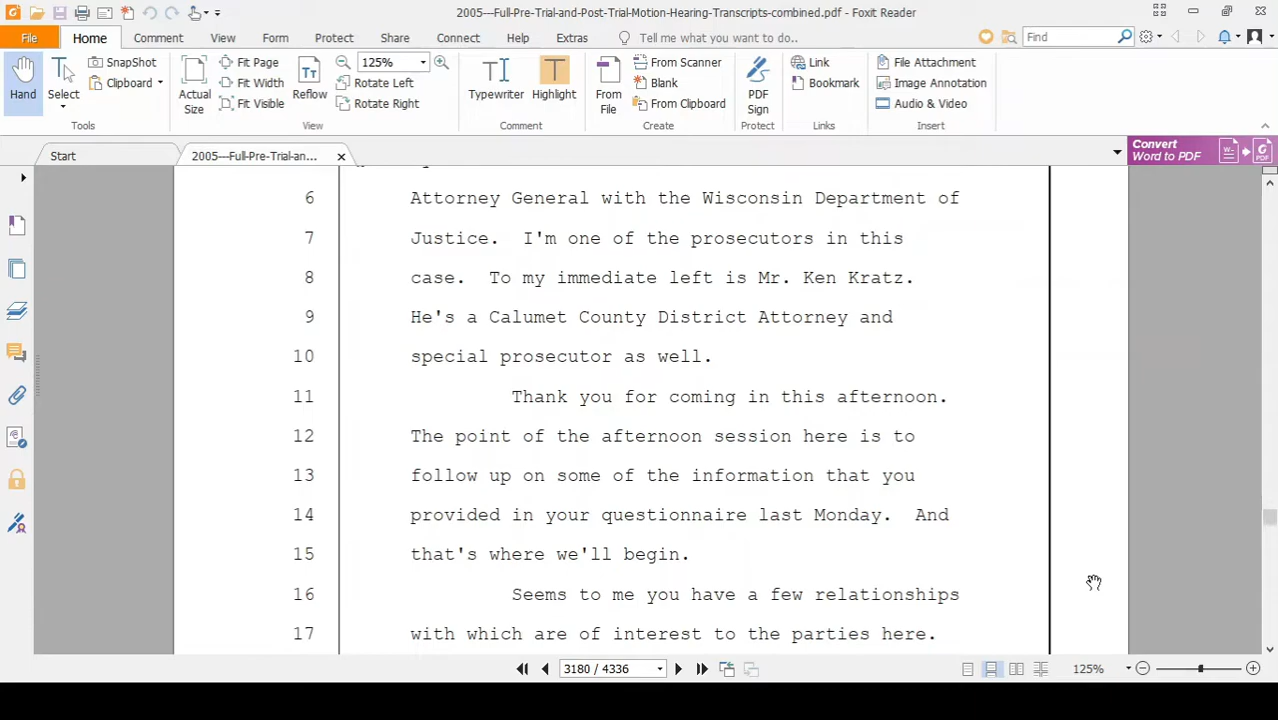 2005---Full-Pre-Trial-and-Post-Trial-Motion-Hearing-Transcripts-combined.pdf - Foxit Reader
File Home Comment View Form Protect Share Connect Help Extras Tell me what you want to do.. Find
Hand
Select
SnapShot
Clipboard
Tools
Actual Size
Fit Page
Fit Width
Fit Visible
Reflow
125%
Rotate Left
Rotate Right
View
Typewriter
Highlight
Comment
From File
From Scanner
Blank
From Clipboard
Create
PDF Sign
Protect
Link
Bookmark
Links
File Attachment
Image Annotation
Audio & Video
Insert
Start
2005---Full-Pre-Trial-an...
Convert
Word to PDF
6 Attorney General with the Wisconsin Department of
7 Justice. I'm one of the prosecutors in this
8 case. To my immediate left is Mr. Ken Kratz.
9 He's a Calumet County District Attorney and
10 special prosecutor as well.
11 Thank you for coming in this afternoon.
12 The point of the afternoon session here is to
13 follow up on some of the information that you
14 provided in your questionnaire last Monday. And
15 that's where we'll begin.
16 Seems to me you have a few relationships
17 with which are of interest to the parties here.
3180 / 4336
125%